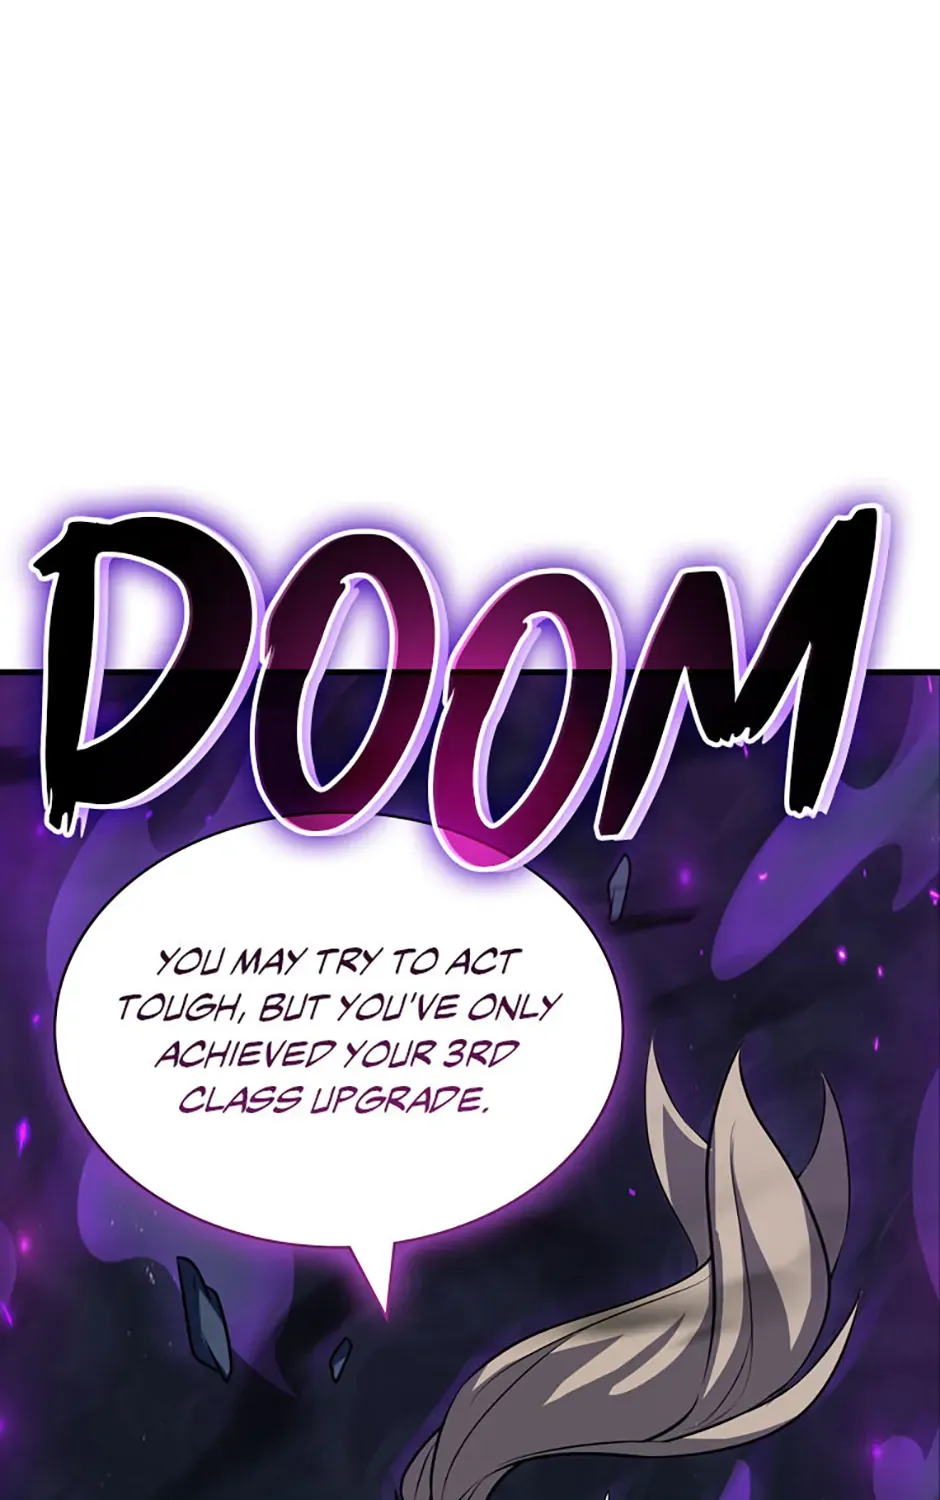 DOOM
YOU MAY TRY TO ACT
TOUGH, BUT YOU'VE ONLY
ACHIEVED YOUR 3RD
CLASS UPGRADE.